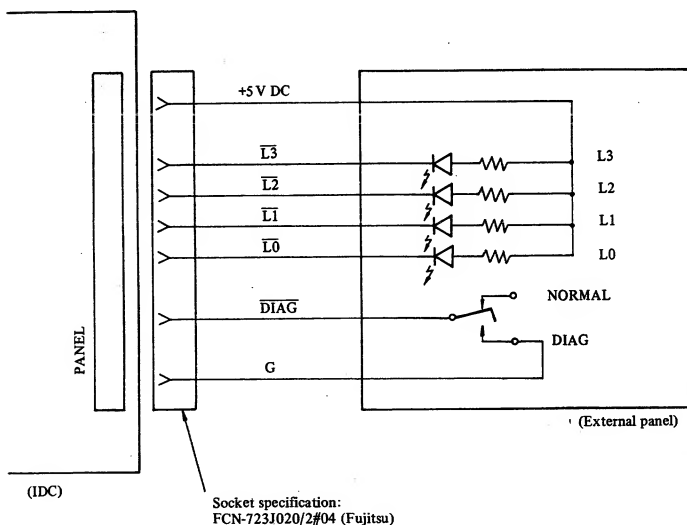 +5 V DC
L3
L3
L2
L2
L1
L1
L0
L0
NORMAL
DIAG
DIAG
PANEL
G
(External panel)
(IDC)
Socket specification:
FCN-723J020/2#04 (Fujitsu)